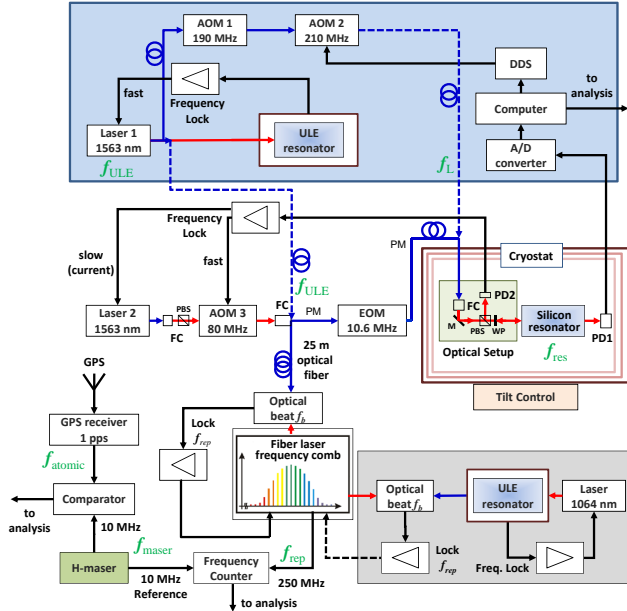 AOM 1
190 MHz
AOM 2
210 MHz
DDS
to
analysis
fast
Frequency
Lock
Computer
Laser 1
1563 nm
ULE
resonator
A/D
converter
f_ULE
f_L
Frequency
Lock
PM
Cryostat
slow
(current)
fast
f_ULE
FC
PD2
Laser 2
1563 nm
PBS
FC
AOM 3
80 MHz
FC
PM
EOM
10.6 MHz
M
PBS
WP
Silicon
resonator
PD1
Optical Setup
f_res
25 m
optical
fiber
GPS
Tilt Control
Optical
beat f_b
GPS receiver
1 pps
Lock
f_rep
Fiber laser
frequency comb
f_atomic
Comparator
to
analysis
10 MHz
Optical
beat f_b
ULE
resonator
Laser
1064 nm
Lock
f_rep
Freq. Lock
H-maser
f_maser
10 MHz
Reference
Frequency
Counter
f_rep
250 MHz
to analysis